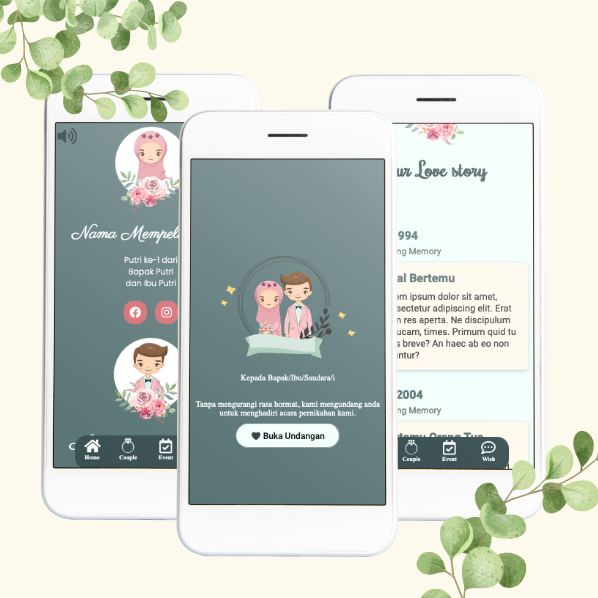 Nama Mempel
Putri ke-1 dari
Bapak Putri
dan Ibu Putri
Home
Couple
Event
Kepada Bapak/Ibu/Saudara/i
Tanpa mengurangi rasa hormat, kami mengundang anda
untuk menghadiri acara pernikahan kami.
Buka Undangan
ur Love story
994
ng Memory
al Bertemu
em ipsum dolor sit amet,
sectetur adipiscing elit. Erat
n res aperta. Ne discipulum
ucam, times. Primum quid tu
s breve? An haec ab eo non
ntur?
2004
ng Memory
temu Orang Tua
Couple
Event
Wish